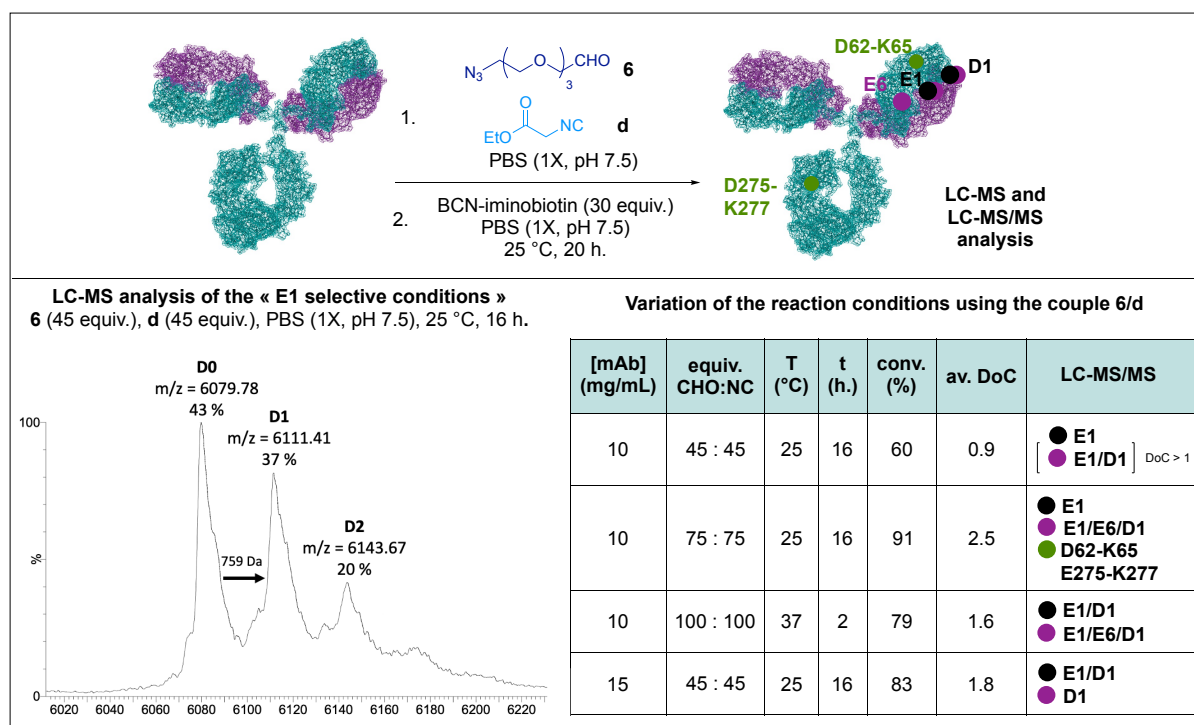 N3 O 3 CHO 6
1. EtO O NC d
PBS (1X, pH 7.5)
2. BCN-iminobiotin (30 equiv.)
PBS (1X, pH 7.5)
25 °C, 20 h.
D62-K65
E1 D1
E6
D275-
K277
LC-MS and
LC-MS/MS
analysis
LC-MS analysis of the « E1 selective conditions »
6 (45 equiv.), d (45 equiv.), PBS (1X, pH 7.5), 25 °C, 16 h.
D0
m/z = 6079.78
43 %
D1
m/z = 6111.41
37 %
D2
m/z = 6143.67
20 %
759 Da
100
%
0
6020 6040 6060 6080 6100 6120 6140 6160 6180 6200 6220
Variation of the reaction conditions using the couple 6/d
[mAb] (mg/mL) equiv. CHO:NC T (°C) t (h.) conv. (%) av. DoC LC-MS/MS
10 45 : 45 25 16 60 0.9 E1
[ E1/D1 ] DoC > 1
10 75 : 75 25 16 91 2.5 E1
E1/E6/D1
D62-K65
E275-K277
10 100 : 100 37 2 79 1.6 E1/D1
E1/E6/D1
15 45 : 45 25 16 83 1.8 E1/D1
D1